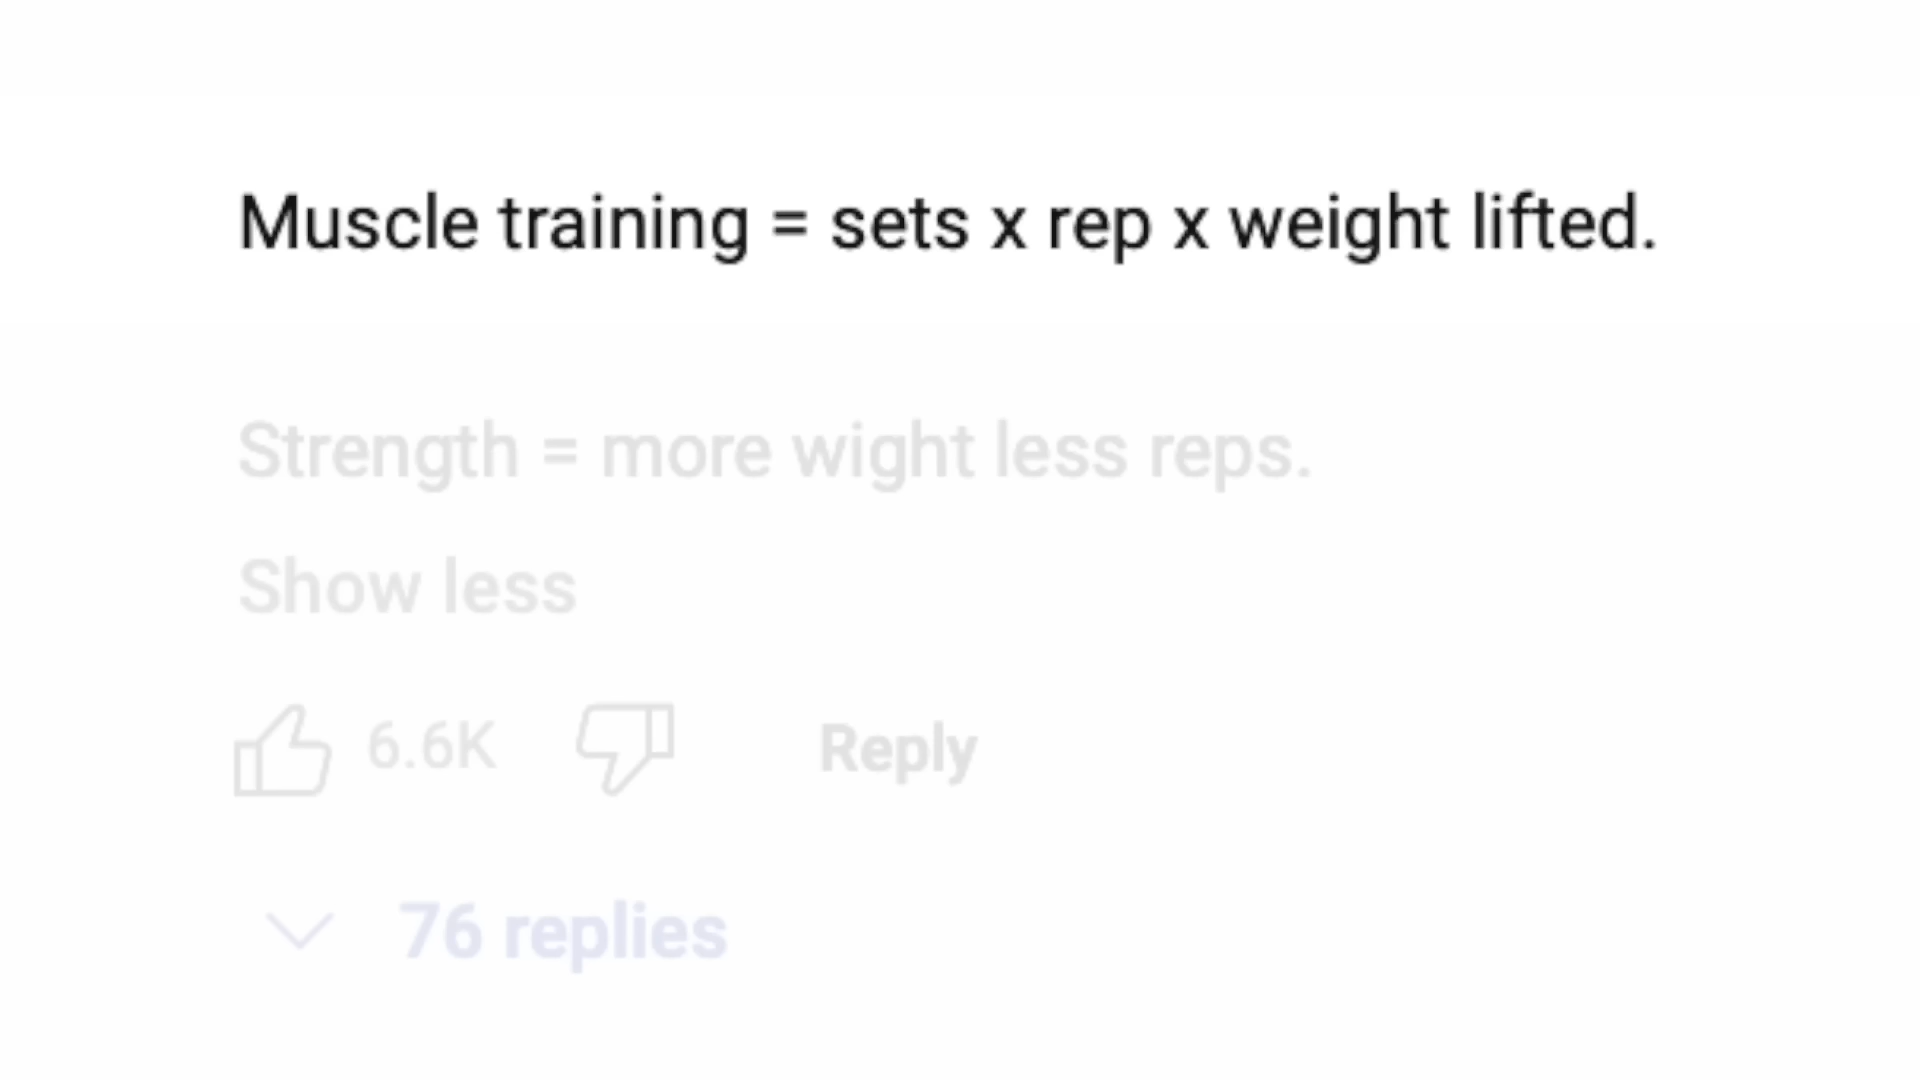 Muscle training = sets x rep x weight lifted.
Strength = more wight less reps.
Show less
6.6K Reply
76 replies